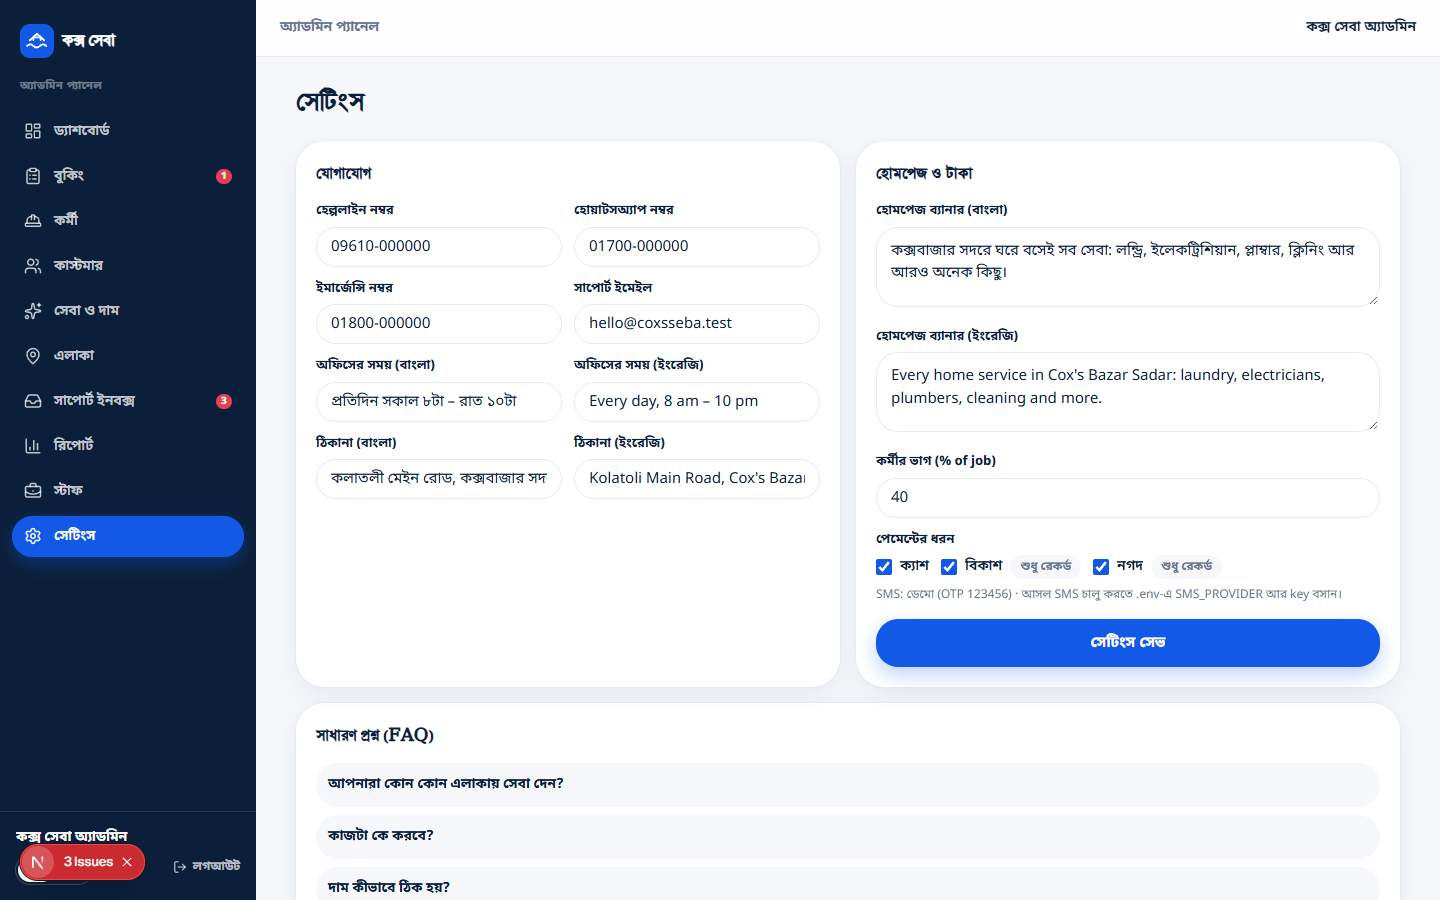 কক্স সেবা
অ্যাডমিন প্যানেল
ড্যাশবোর্ড
বুকিং 1
কর্মী
কাস্টমার
সেবা ও দাম
এলাকা
সাপোর্ট ইনবক্স 3
রিপোর্ট
স্টাফ
সেটিংস
কক্স সেবা অ্যাডমিন
N 3 Issues
লগআউট
অ্যাডমিন প্যানেল
কক্স সেবা অ্যাডমিন
সেটিংস
যোগাযোগ
হেল্পলাইন নম্বর
09610-000000
হোয়াটসঅ্যাপ নম্বর
01700-000000
ইমার্জেন্সি নম্বর
01800-000000
সাপোর্ট ইমেইল
hello@coxsseba.test
অফিসের সময় (বাংলা)
প্রতিদিন সকাল ৮টা – রাত ১০টা
অফিসের সময় (ইংরেজি)
Every day, 8 am – 10 pm
ঠিকানা (বাংলা)
কলাতলী মেইন রোড, কক্সবাজার সদ
ঠিকানা (ইংরেজি)
Kolatoli Main Road, Cox's Bazar
হোমপেজ ও টাকা
হোমপেজ ব্যানার (বাংলা)
কক্সবাজার সদরে ঘরে বসেই সব সেবা: লন্ড্রি, ইলেকট্রিশিয়ান, প্লাম্বার, ক্লিনিং আর
আরও অনেক কিছু।
হোমপেজ ব্যানার (ইংরেজি)
Every home service in Cox's Bazar Sadar: laundry, electricians,
plumbers, cleaning and more.
কর্মীর ভাগ (% of job)
40
পেমেন্টের ধরন
ক্যাশ বিকাশ শুধু রেকর্ড নগদ শুধু রেকর্ড
SMS: ডেমো (OTP 123456) · আসল SMS চালু করতে .env-এ SMS_PROVIDER আর key বসান।
সেটিংস সেভ
সাধারণ প্রশ্ন (FAQ)
আপনারা কোন কোন এলাকায় সেবা দেন?
কাজটা কে করবে?
দাম কীভাবে ঠিক হয়?